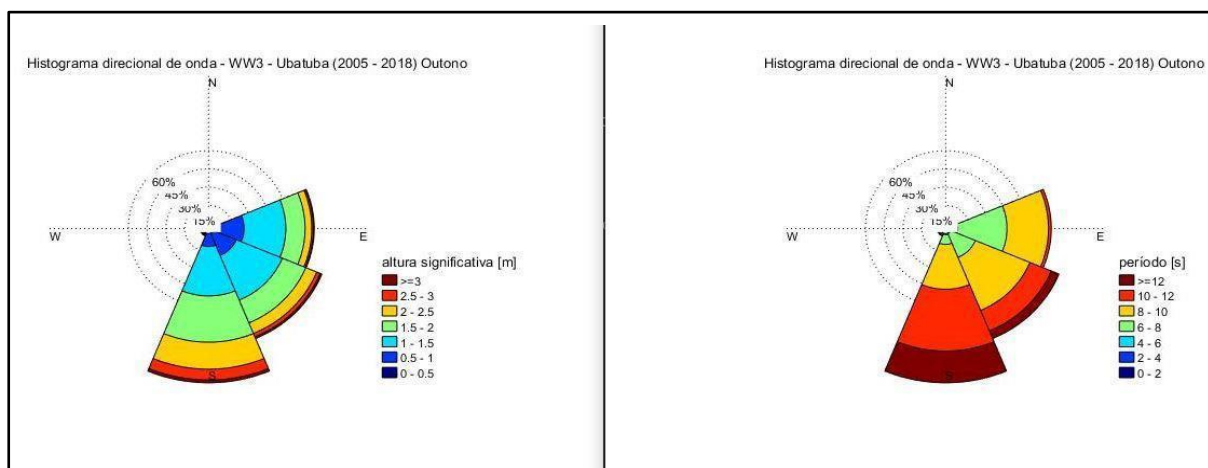 Histograma direcional de onda - WW3 - Ubatuba (2005 - 2018) Outono
N
60%
45%
30%
15%
W
E
S
altura significativa [m]
>=3
2.5 - 3
2 - 2.5
1.5 - 2
1 - 1.5
0.5 - 1
0 - 0.5
Histograma direcional de onda - WW3 - Ubatuba (2005 - 2018) Outono
N
60%
45%
30%
15%
W
E
S
período [s]
>=12
10 - 12
8 - 10
6 - 8
4 - 6
2 - 4
0 - 2